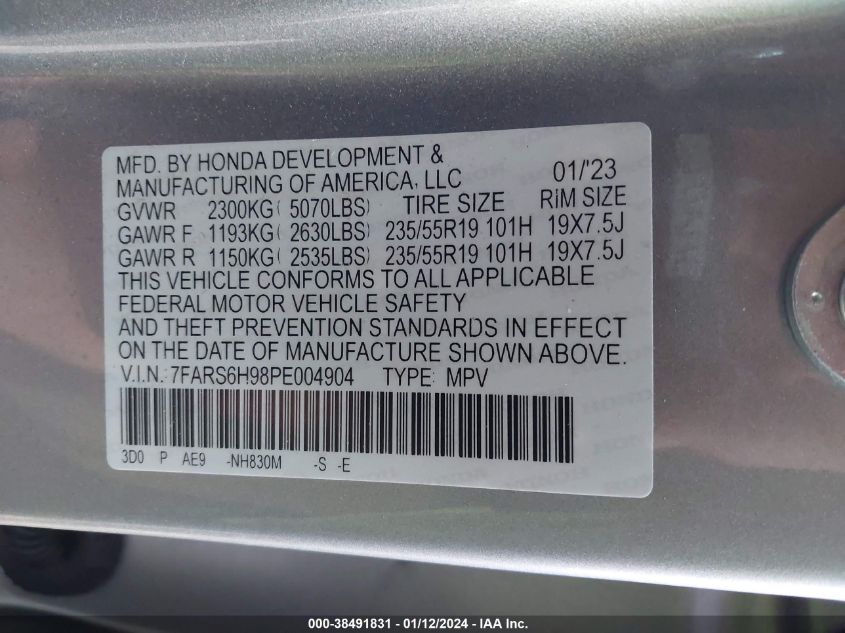 MFD. BY HONDA DEVELOPMENT &
MANUFACTURING OF AMERICA, LLC 01/'23
GVWR 2300KG( 5070LBS) TIRE SIZE RIM SIZE
GAWR F 1193KG( 2630LBS) 235/55R19 101H 19X7.5J
GAWR R 1150KG( 2535LBS) 235/55R19 101H 19X7.5J
THIS VEHICLE CONFORMS TO ALL APPLICABLE
FEDERAL MOTOR VEHICLE SAFETY
AND THEFT PREVENTION STANDARDS IN EFFECT
ON THE DATE OF MANUFACTURE SHOWN ABOVE.
V.I.N. 7FARS6H98PE004904 TYPE: MPV
3D0 P AE9 -NH830M -S -E
000-38491831 - 01/12/2024 - IAA Inc.